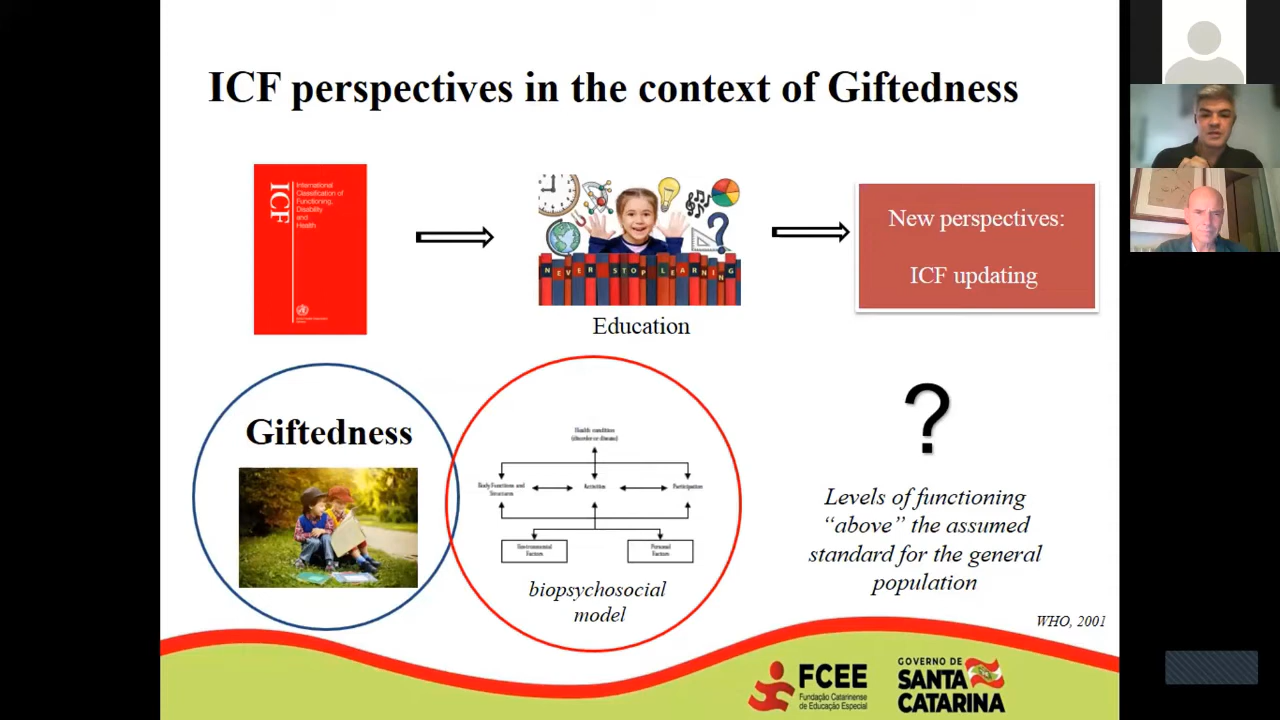 ICF perspectives in the context of Giftedness
ICF
International
Classification of
Functioning,
Disability
and
Health
NEVER STOP LEARNING
Education
New perspectives:
ICF updating
Giftedness
Health condition
(disorder or disease)
Body Functions and
Structures
Activities
Participation
Environmental
Factors
Personal
Factors
biopsychosocial
model
?
Levels of functioning
“above” the assumed
standard for the general
population
WHO, 2001
FCEE
Fundação Catarinense
de Educação Especial
GOVERNO DE
SANTA
CATARINA